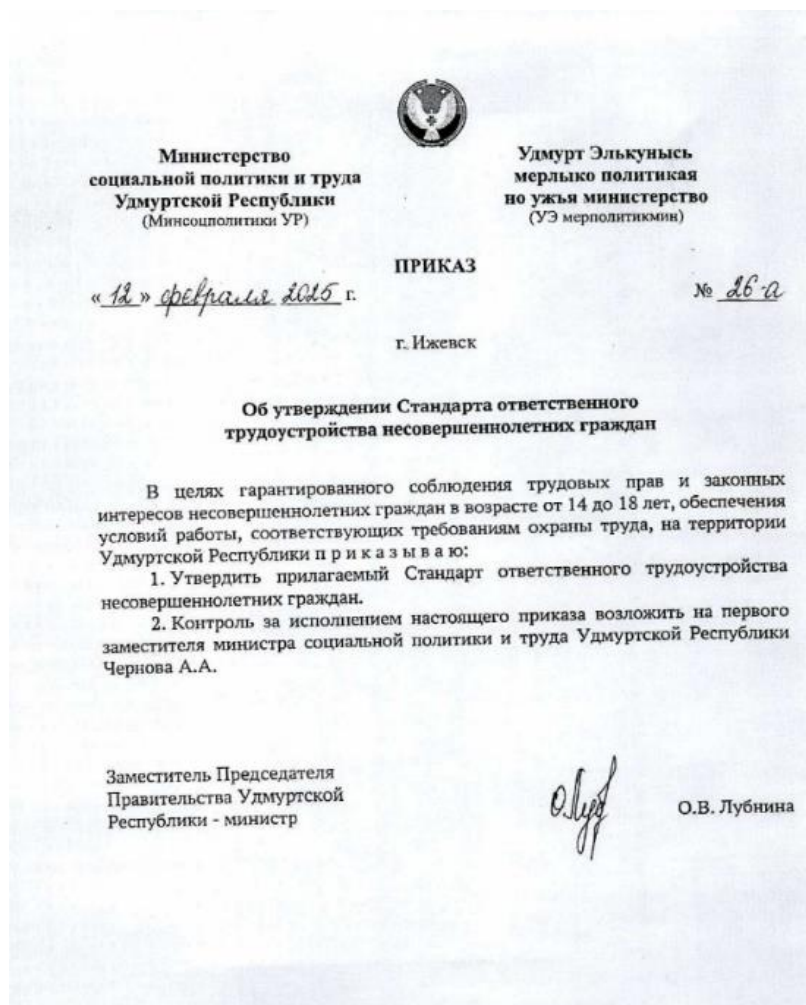 Министерство
социальной политики и труда
Удмуртской Республики
(Минсоцполитики УР)
Удмурт Элькунысь
мерлыко политикая
но ужъя министерство
(УЭ мерполитикмин)
ПРИКАЗ
« 12 » февраля 2025 г.
№ 26-а
г. Ижевск
Об утверждении Стандарта ответственного
трудоустройства несовершеннолетних граждан
В целях гарантированного соблюдения трудовых прав и законных
интересов несовершеннолетних граждан в возрасте от 14 до 18 лет, обеспечения
условий работы, соответствующих требованиям охраны труда, на территории
Удмуртской Республики п р и к а з ы в а ю:
1. Утвердить прилагаемый Стандарт ответственного трудоустройства
несовершеннолетних граждан.
2. Контроль за исполнением настоящего приказа возложить на первого
заместителя министра социальной политики и труда Удмуртской Республики
Чернова А.А.
Заместитель Председателя
Правительства Удмуртской
Республики - министр
О.В. Лубнина